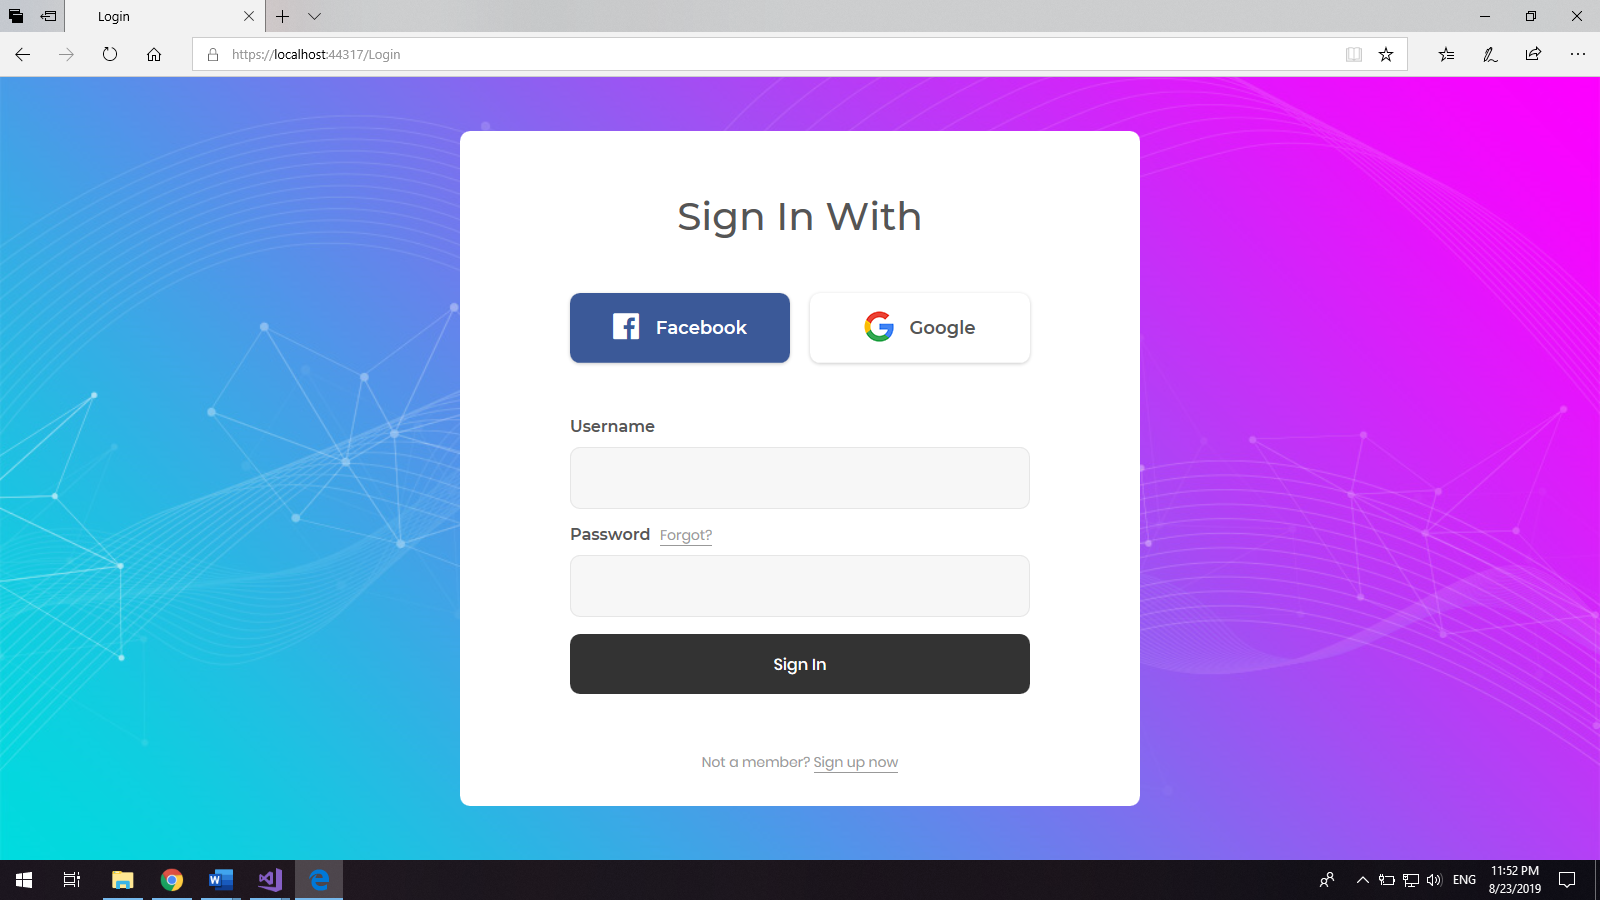 Login
https://localhost:44317/Login
Sign In With
Facebook
Google
Username
Password Forgot?
Sign In
Not a member? Sign up now
ENG
11:52 PM
8/23/2019